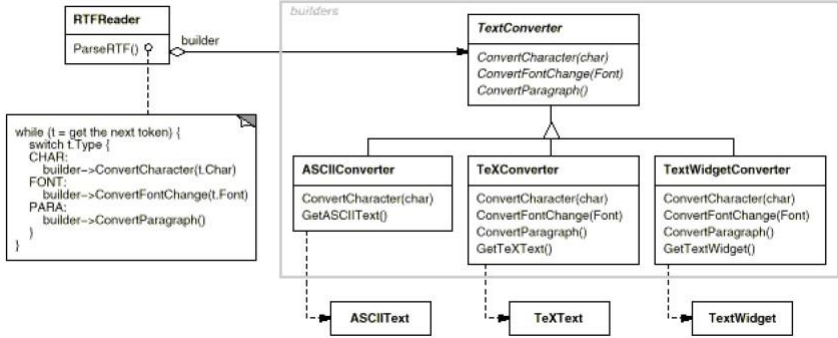 builders
RTFReader
ParseRTF()
builder
TextConverter
ConvertCharacter(char)
ConvertFontChange(Font)
ConvertParagraph()
while (t = get the next token) {
switch t.Type {
CHAR:
builder->ConvertCharacter(t.Char)
FONT:
builder->ConvertFontChange(t.Font)
PARA:
builder->ConvertParagraph()
}
}
ASCIIConverter
ConvertCharacter(char)
GetASCIIText()
TeXConverter
ConvertCharacter(char)
ConvertFontChange(Font)
ConvertParagraph()
GetTeXText()
TextWidgetConverter
ConvertCharacter(char)
ConvertFontChange(Font)
ConvertParagraph()
GetTextWidget()
ASCIIText
TeXText
TextWidget